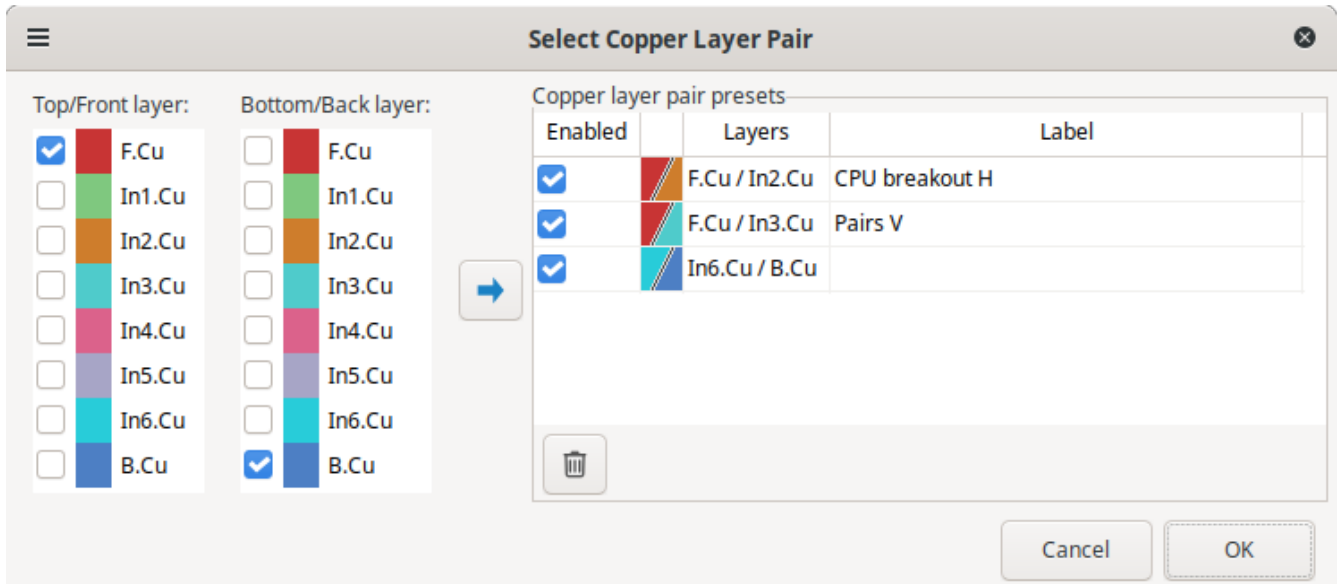 Select Copper Layer Pair
Top/Front layer:
F.Cu
In1.Cu
In2.Cu
In3.Cu
In4.Cu
In5.Cu
In6.Cu
B.Cu
Bottom/Back layer:
F.Cu
In1.Cu
In2.Cu
In3.Cu
In4.Cu
In5.Cu
In6.Cu
B.Cu
Copper layer pair presets
Enabled Layers Label
F.Cu / In2.Cu CPU breakout H
F.Cu / In3.Cu Pairs V
In6.Cu / B.Cu
Cancel OK